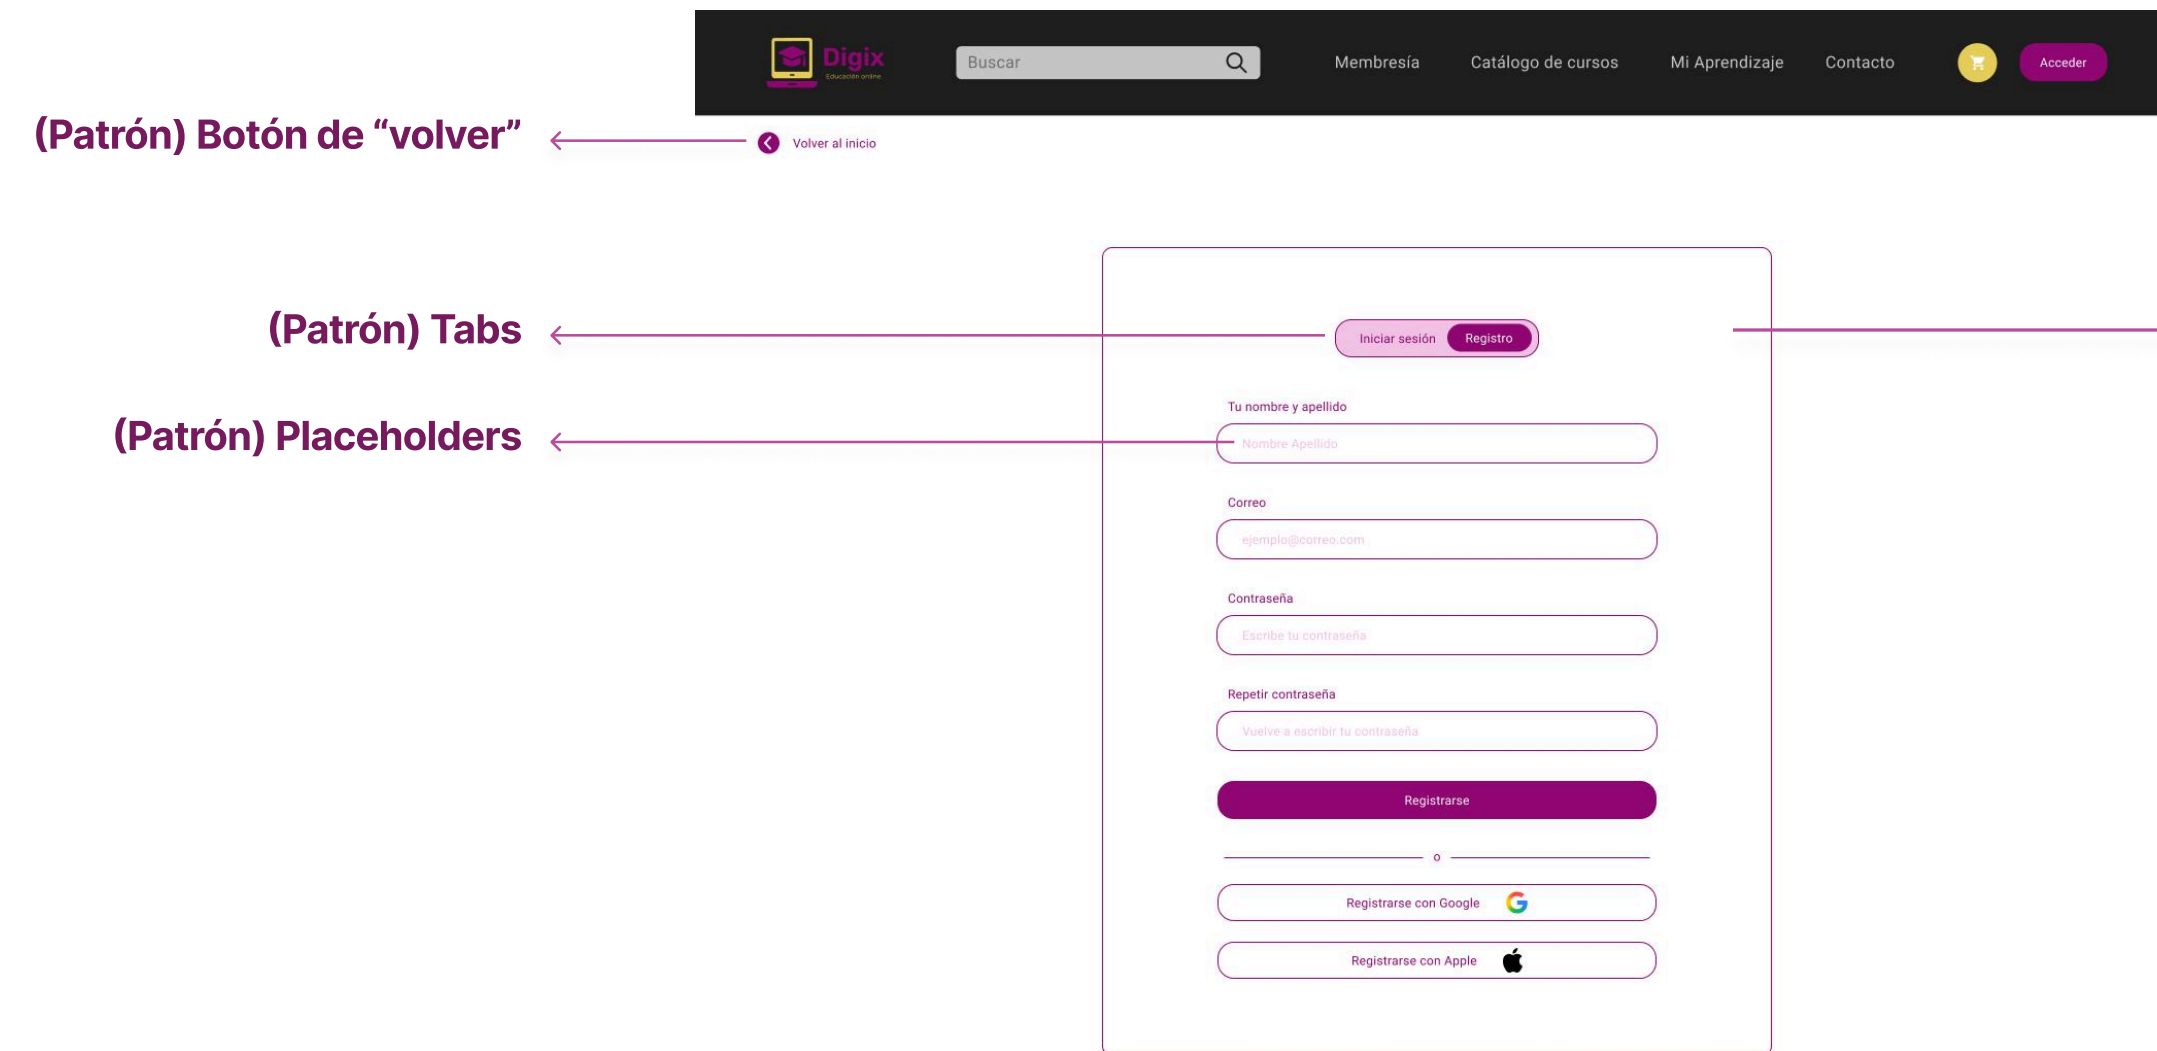 Digix
Educación online
Buscar
Membresía
Catálogo de cursos
Mi Aprendizaje
Contacto
Acceder
(Patrón) Botón de “volver”
Volver al inicio
(Patrón) Tabs
Iniciar sesión
Registro
Tu nombre y apellido
(Patrón) Placeholders
Nombre Apellido
Correo
ejemplo@correo.com
Contraseña
Escribe tu contraseña
Repetir contraseña
Vuelve a escribir tu contraseña
Registrarse
o
Registrarse con Google
Registrarse con Apple